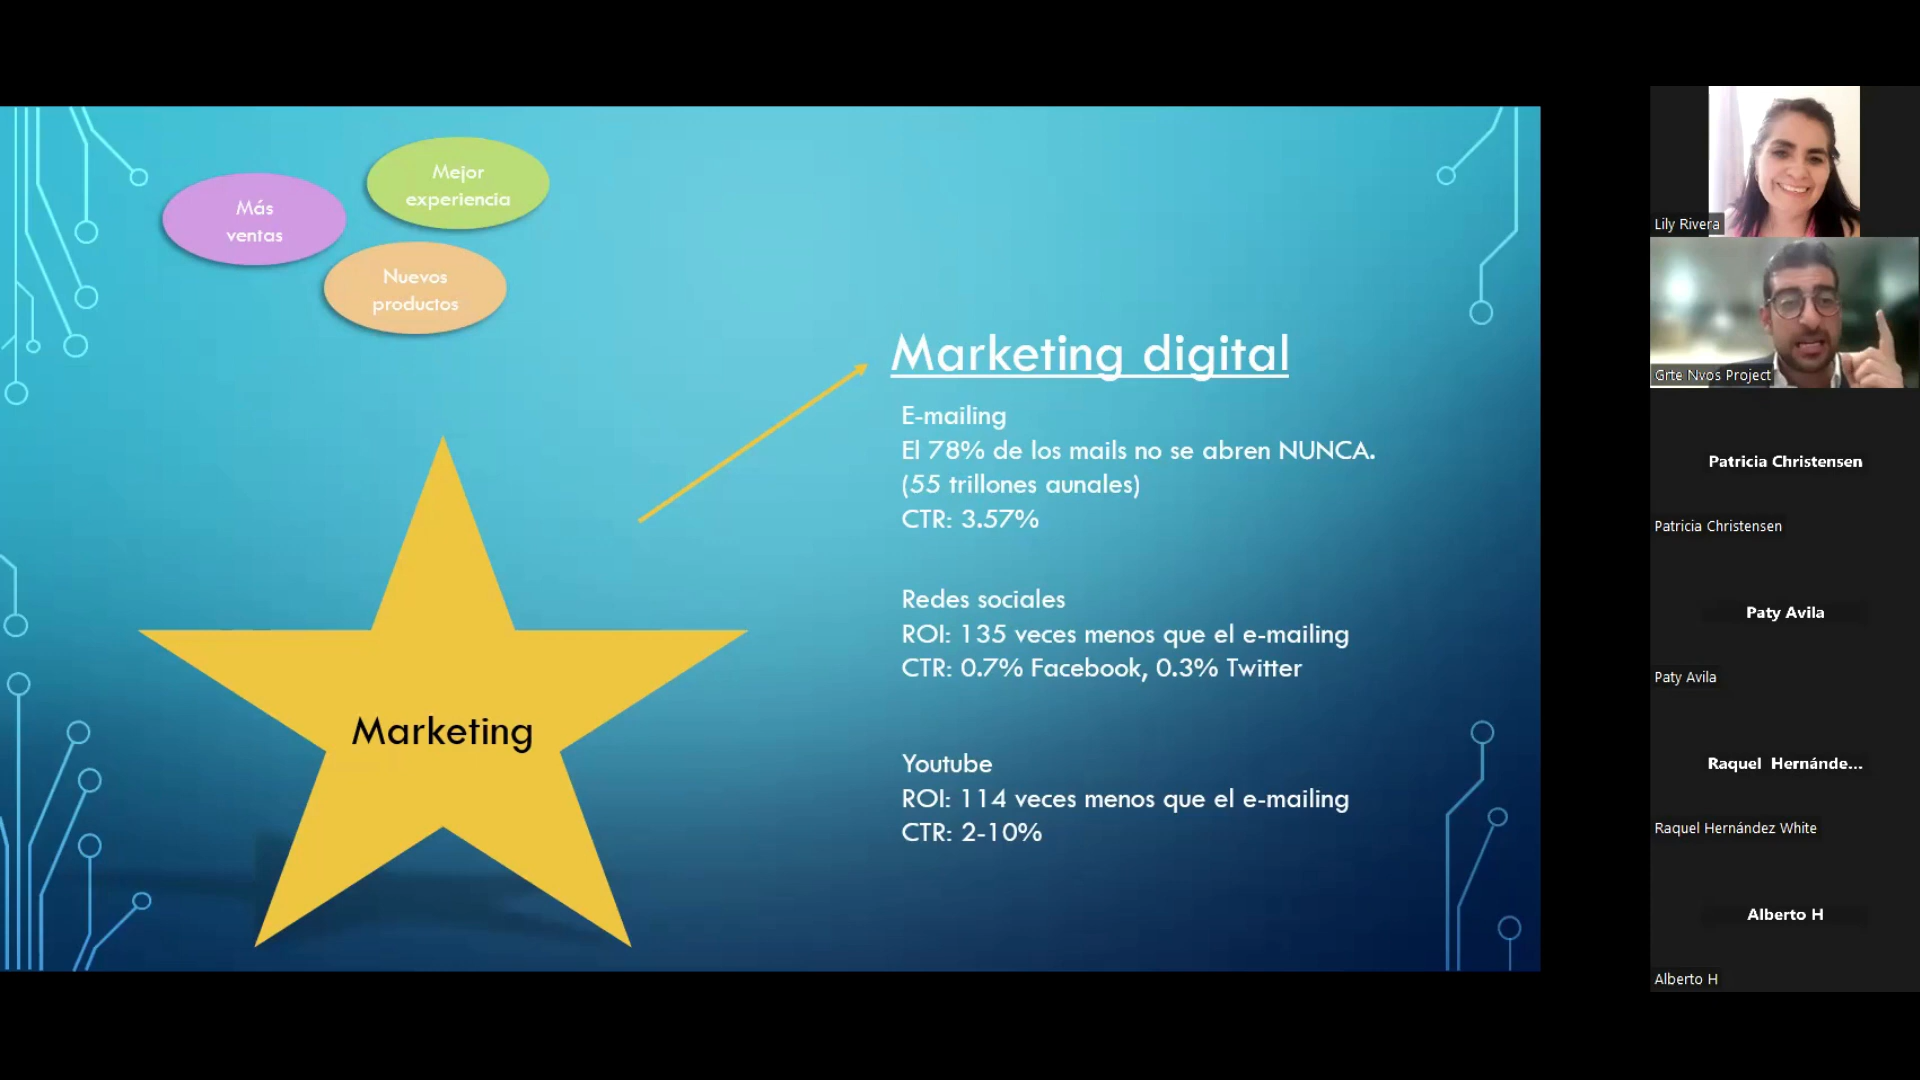 Más
ventas
Mejor
experiencia
Nuevos
productos
Marketing
Marketing digital
E-mailing
El 78% de los mails no se abren NUNCA.
(55 trillones aunales)
CTR: 3.57%
Redes sociales
ROI: 135 veces menos que el e-mailing
CTR: 0.7% Facebook, 0.3% Twitter
Youtube
ROI: 114 veces menos que el e-mailing
CTR: 2-10%
Lily Rivera
Grte Nvos Project
Patricia Christensen
Patricia Christensen
Paty Avila
Paty Avila
Raquel Hernánde...
Raquel Hernández White
Alberto H
Alberto H